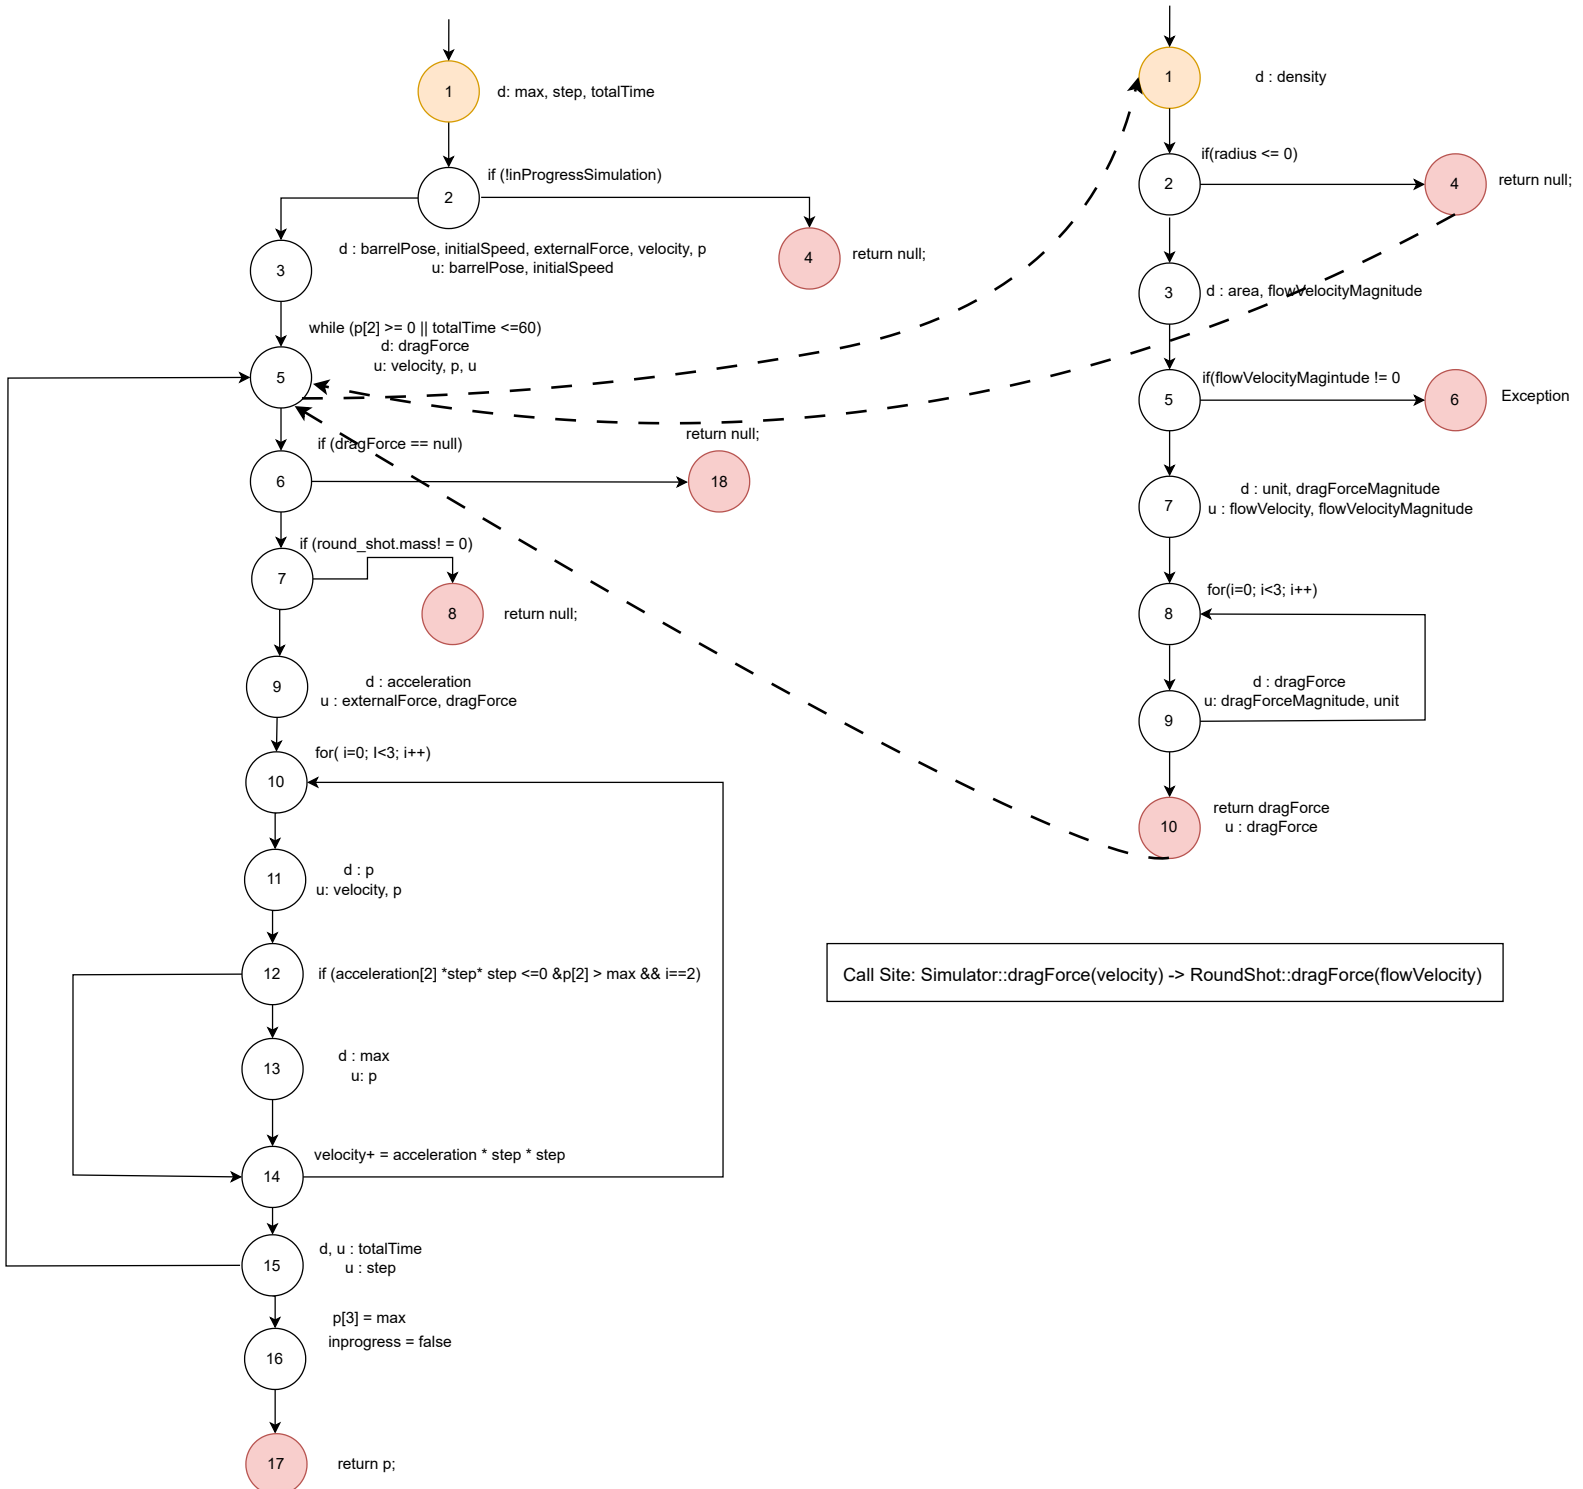 1
d: max, step, totalTime
2
if (!inProgressSimulation)
3
d : barrelPose, initialSpeed, externalForce, velocity, p
u: barrelPose, initialSpeed
4
return null;
5
while (p[2] >= 0 || totalTime <=60)
d: dragForce
u: velocity, p, u
6
if (dragForce == null)
return null;
18
7
if (round_shot.mass! = 0)
8
return null;
9
d : acceleration
u : externalForce, dragForce
10
for( i=0; I<3; i++)
11
d : p
u: velocity, p
12
if (acceleration[2] *step* step <=0 &p[2] > max && i==2)
13
d : max
u: p
14
velocity+ = acceleration * step * step
15
d, u : totalTime
u : step
p[3] = max
inprogress = false
16
17
return p;
1
d : density
2
if(radius <= 0)
4
return null;
3
d : area, flowVelocityMagnitude
5
if(flowVelocityMagintude != 0
6
Exception
7
d : unit, dragForceMagnitude
u : flowVelocity, flowVelocityMagnitude
8
for(i=0; i<3; i++)
9
d : dragForce
u: dragForceMagnitude, unit
10
return dragForce
u : dragForce
Call Site: Simulator::dragForce(velocity) -> RoundShot::dragForce(flowVelocity)